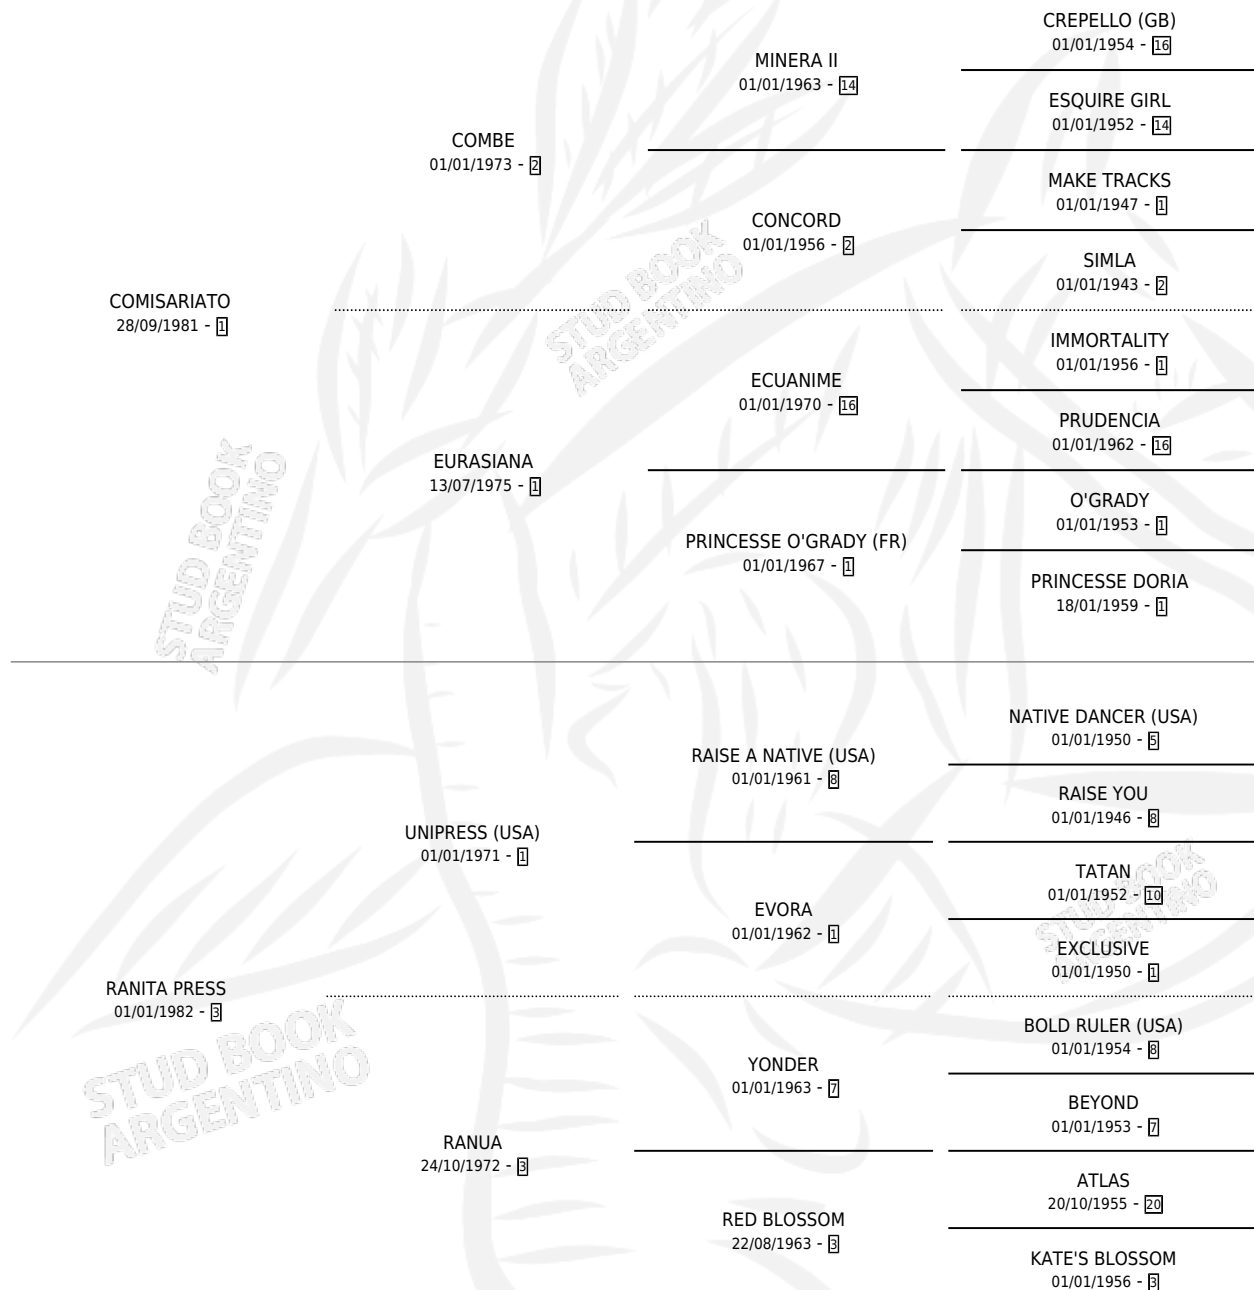 CREPELLO (GB)
01/01/1954 - 16
MINERA II
01/01/1963 - 14
ESQUIRE GIRL
01/01/1952 - 14
COMBE
01/01/1973 - 2
MAKE TRACKS
01/01/1947 - 1
CONCORD
01/01/1956 - 2
SIMLA
01/01/1943 - 2
COMISARIATO
28/09/1981 - 1
IMMORTALITY
01/01/1956 - 1
ECUANIME
01/01/1970 - 16
PRUDENCIA
01/01/1962 - 16
EURASIANA
13/07/1975 - 1
O'GRADY
01/01/1953 - 1
PRINCESSE O'GRADY (FR)
01/01/1967 - 1
PRINCESSE DORIA
18/01/1959 - 1
NATIVE DANCER (USA)
01/01/1950 - 5
RAISE A NATIVE (USA)
01/01/1961 - 8
RAISE YOU
01/01/1946 - 8
UNIPRESS (USA)
01/01/1971 - 1
TATAN
01/01/1952 - 10
EVORA
01/01/1962 - 1
EXCLUSIVE
01/01/1950 - 1
RANITA PRESS
01/01/1982 - 3
BOLD RULER (USA)
01/01/1954 - 8
YONDER
01/01/1963 - 7
BEYOND
01/01/1953 - 7
RANUA
24/10/1972 - 3
ATLAS
20/10/1955 - 20
RED BLOSSOM
22/08/1963 - 3
KATE'S BLOSSOM
01/01/1956 - 3
STUD BOOK
ARGENTINO
STUD BOOK
ARGENTINO
STUD BOOK
ARGENTINO
STUD BOOK
ARGENTINO